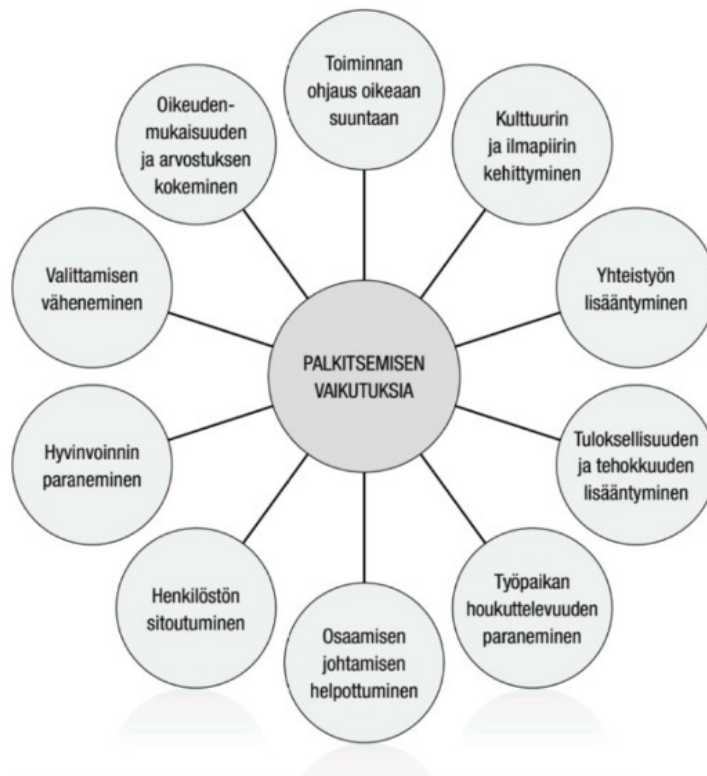 PALKITSEMISEN
VAIKUTUKSIA
Toiminnan
ohjaus oikeaan
suuntaan
Kulttuurin
ja ilmapiirin
kehittyminen
Yhteistyön
lisääntyminen
Tuloksellisuuden
ja tehokkuuden
lisääntyminen
Työpaikan
houkuttelevuuden
paraneminen
Osaamisen
johtamisen
helpottuminen
Henkilöstön
sitoutuminen
Hyvinvoinnin
paraneminen
Valittamisen
väheneminen
Oikeuden-
mukaisuuden
ja arvostuksen
kokeminen